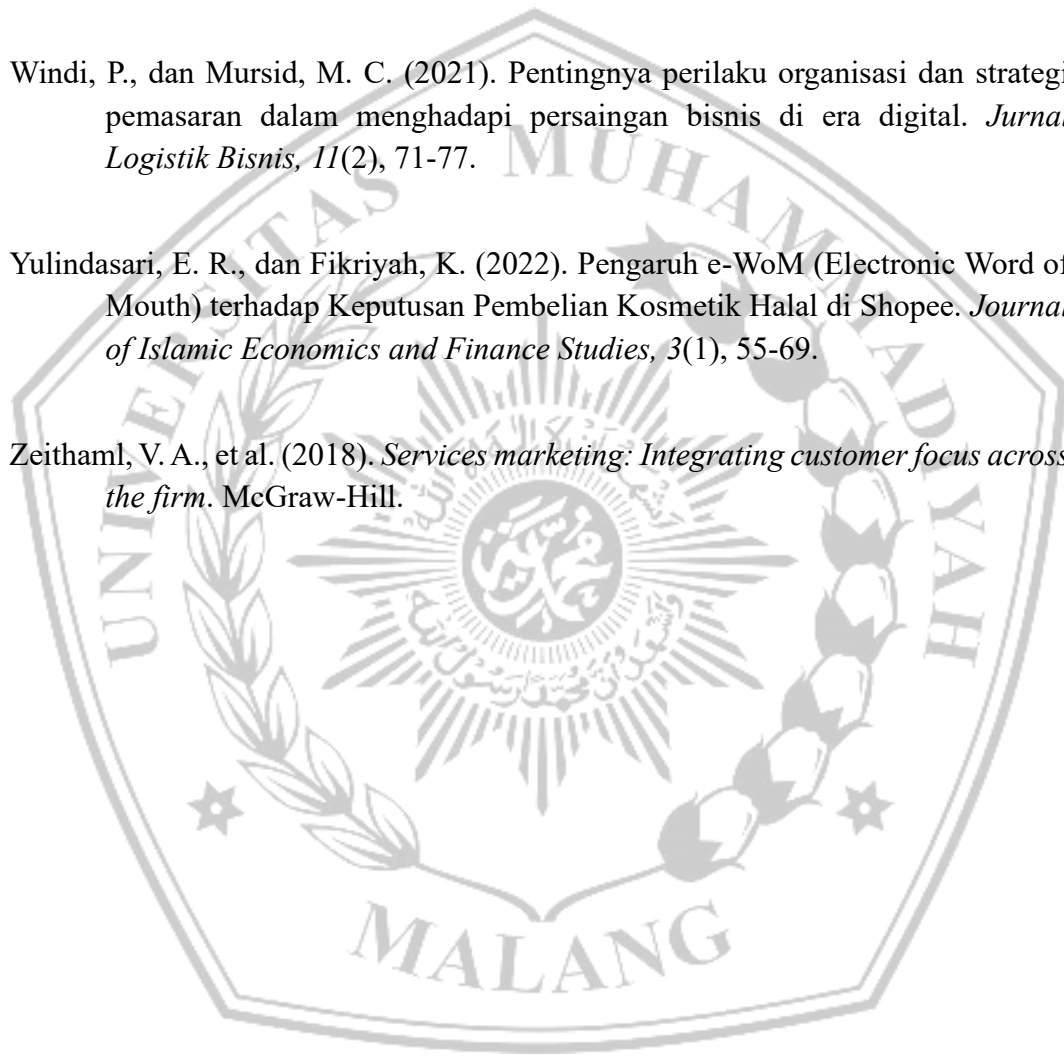 Windi, P., dan Mursid, M. C. (2021). Pentingnya perilaku organisasi dan strategi
pemasaran dalam menghadapi persaingan bisnis di era digital. Jurnal
Logistik Bisnis, 11(2), 71-77.
Yulindasari, E. R., dan Fikriyah, K. (2022). Pengaruh e-WoM (Electronic Word of
Mouth) terhadap Keputusan Pembelian Kosmetik Halal di Shopee. Journal
of Islamic Economics and Finance Studies, 3(1), 55-69.
Zeithaml, V. A., et al. (2018). Services marketing: Integrating customer focus across
the firm. McGraw-Hill.
UNIVERSITAS MUHAMMADIYAH
MALANG